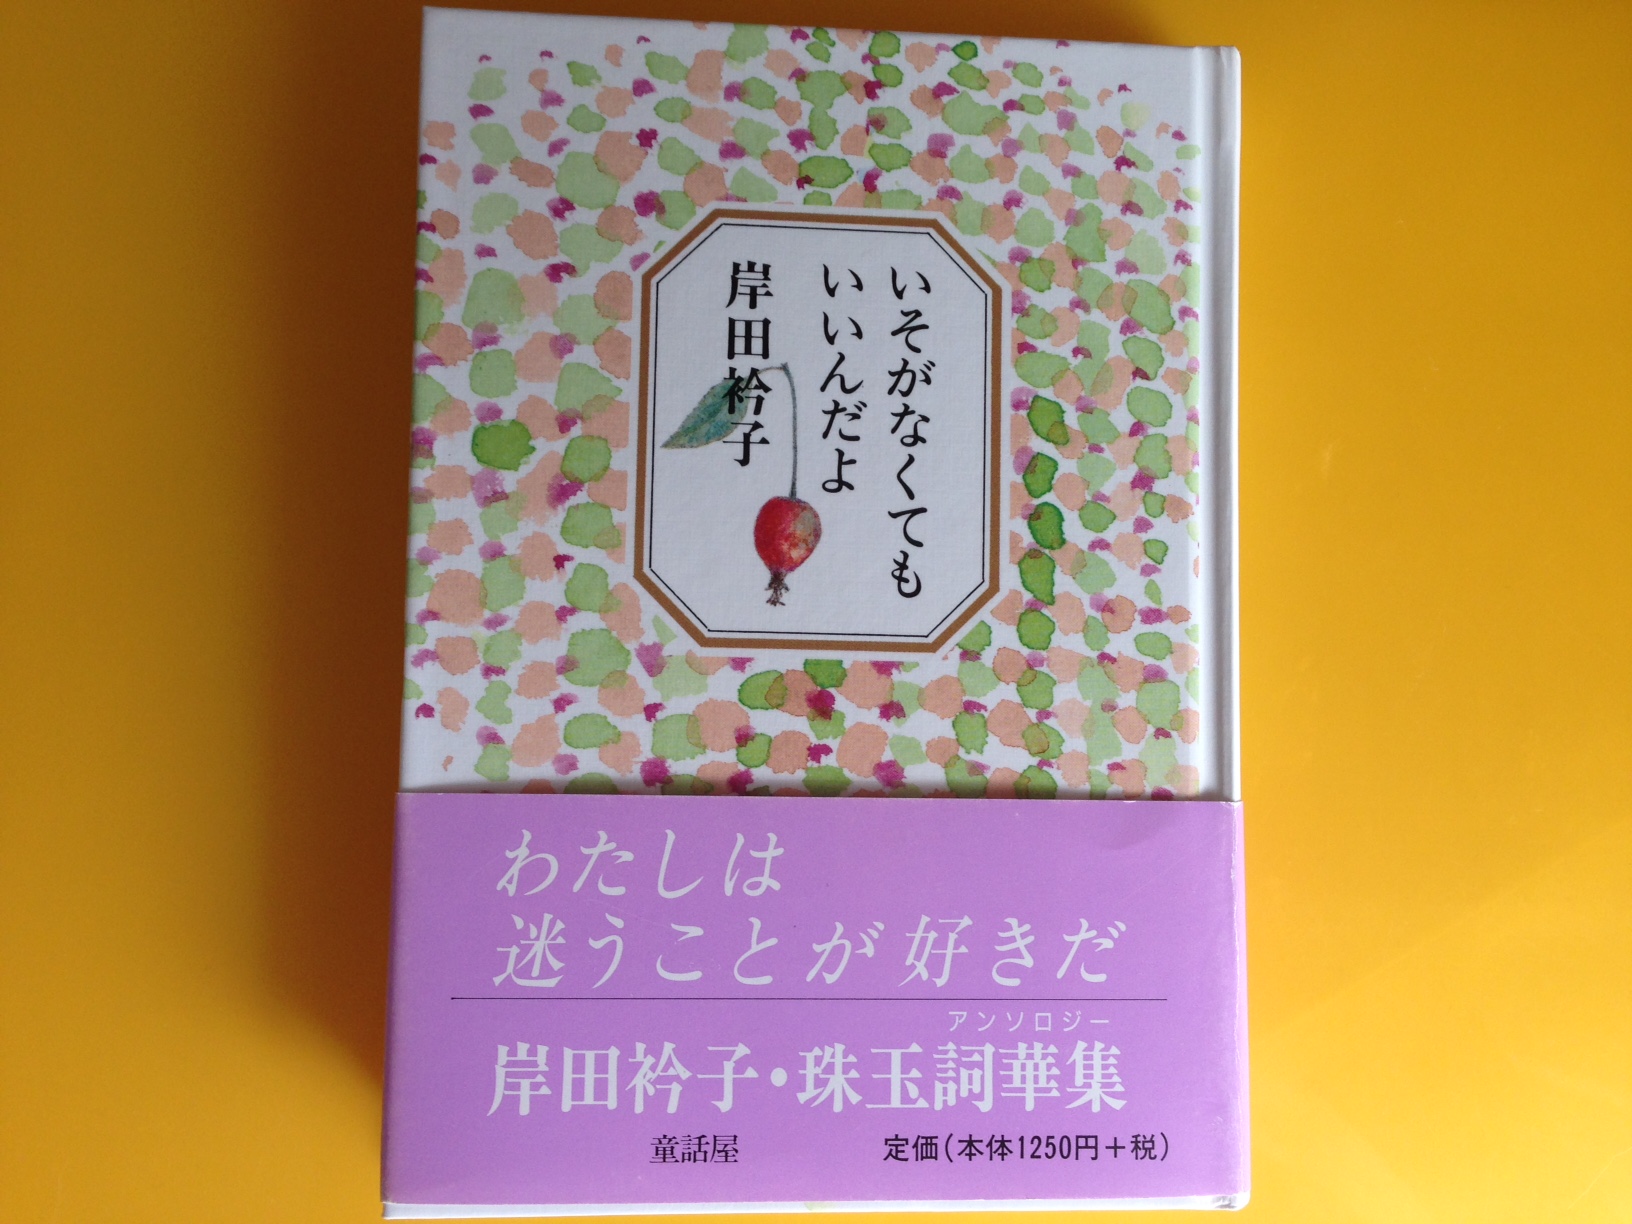 いそがなくても
いいんだよ
岸田衿子
わたしは
迷うことが好きだ
アンソロジー
岸田衿子・珠玉詞華集
童話屋
定価(本体1250円+税)